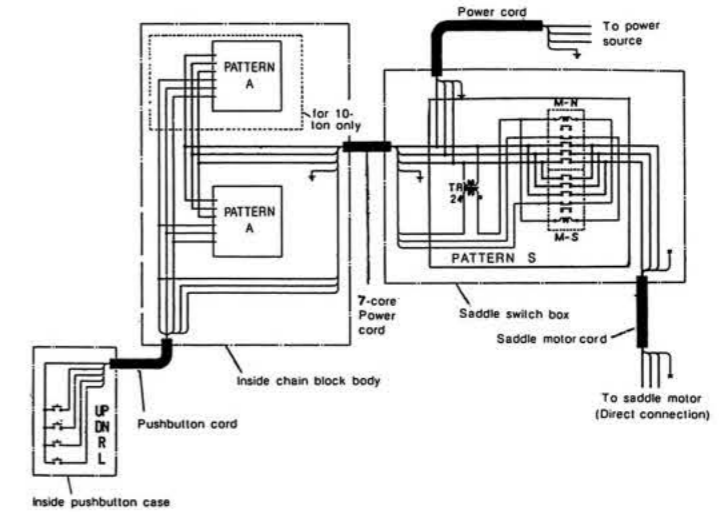 Power cord
To power
source
PATTERN
A
for 10-
ton only
M-N
PATTERN
A
M-S
PATTERN S
7-core
Power
cord
Saddle switch box
Saddle motor cord
Inside chain block body
To saddle motor
(Direct connection)
Pushbutton cord
UP
DN
R
L
Inside pushbutton case